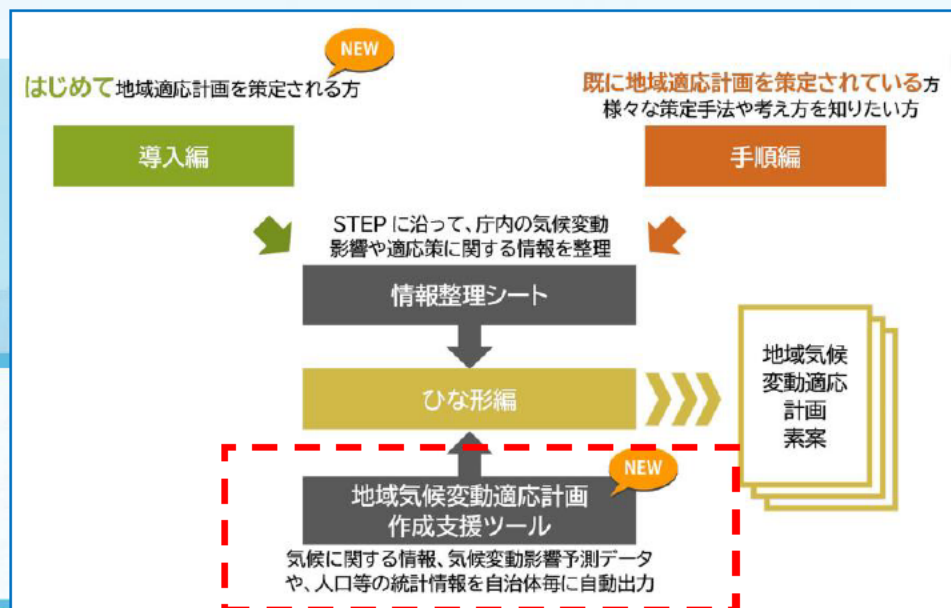 NEW
はじめて地域適応計画を策定される方
導入編
既に地域適応計画を策定されている方
様々な策定手法や考え方を知りたい方
手順編
STEPに沿って、庁内の気候変動
影響や適応策に関する情報を整理
情報整理シート
ひな形編
地域気候
変動適応
計画
素案
NEW
地域気候変動適応計画
作成支援ツール
気候に関する情報、気候変動影響予測データ
や、人口等の統計情報を自治体毎に自動出力